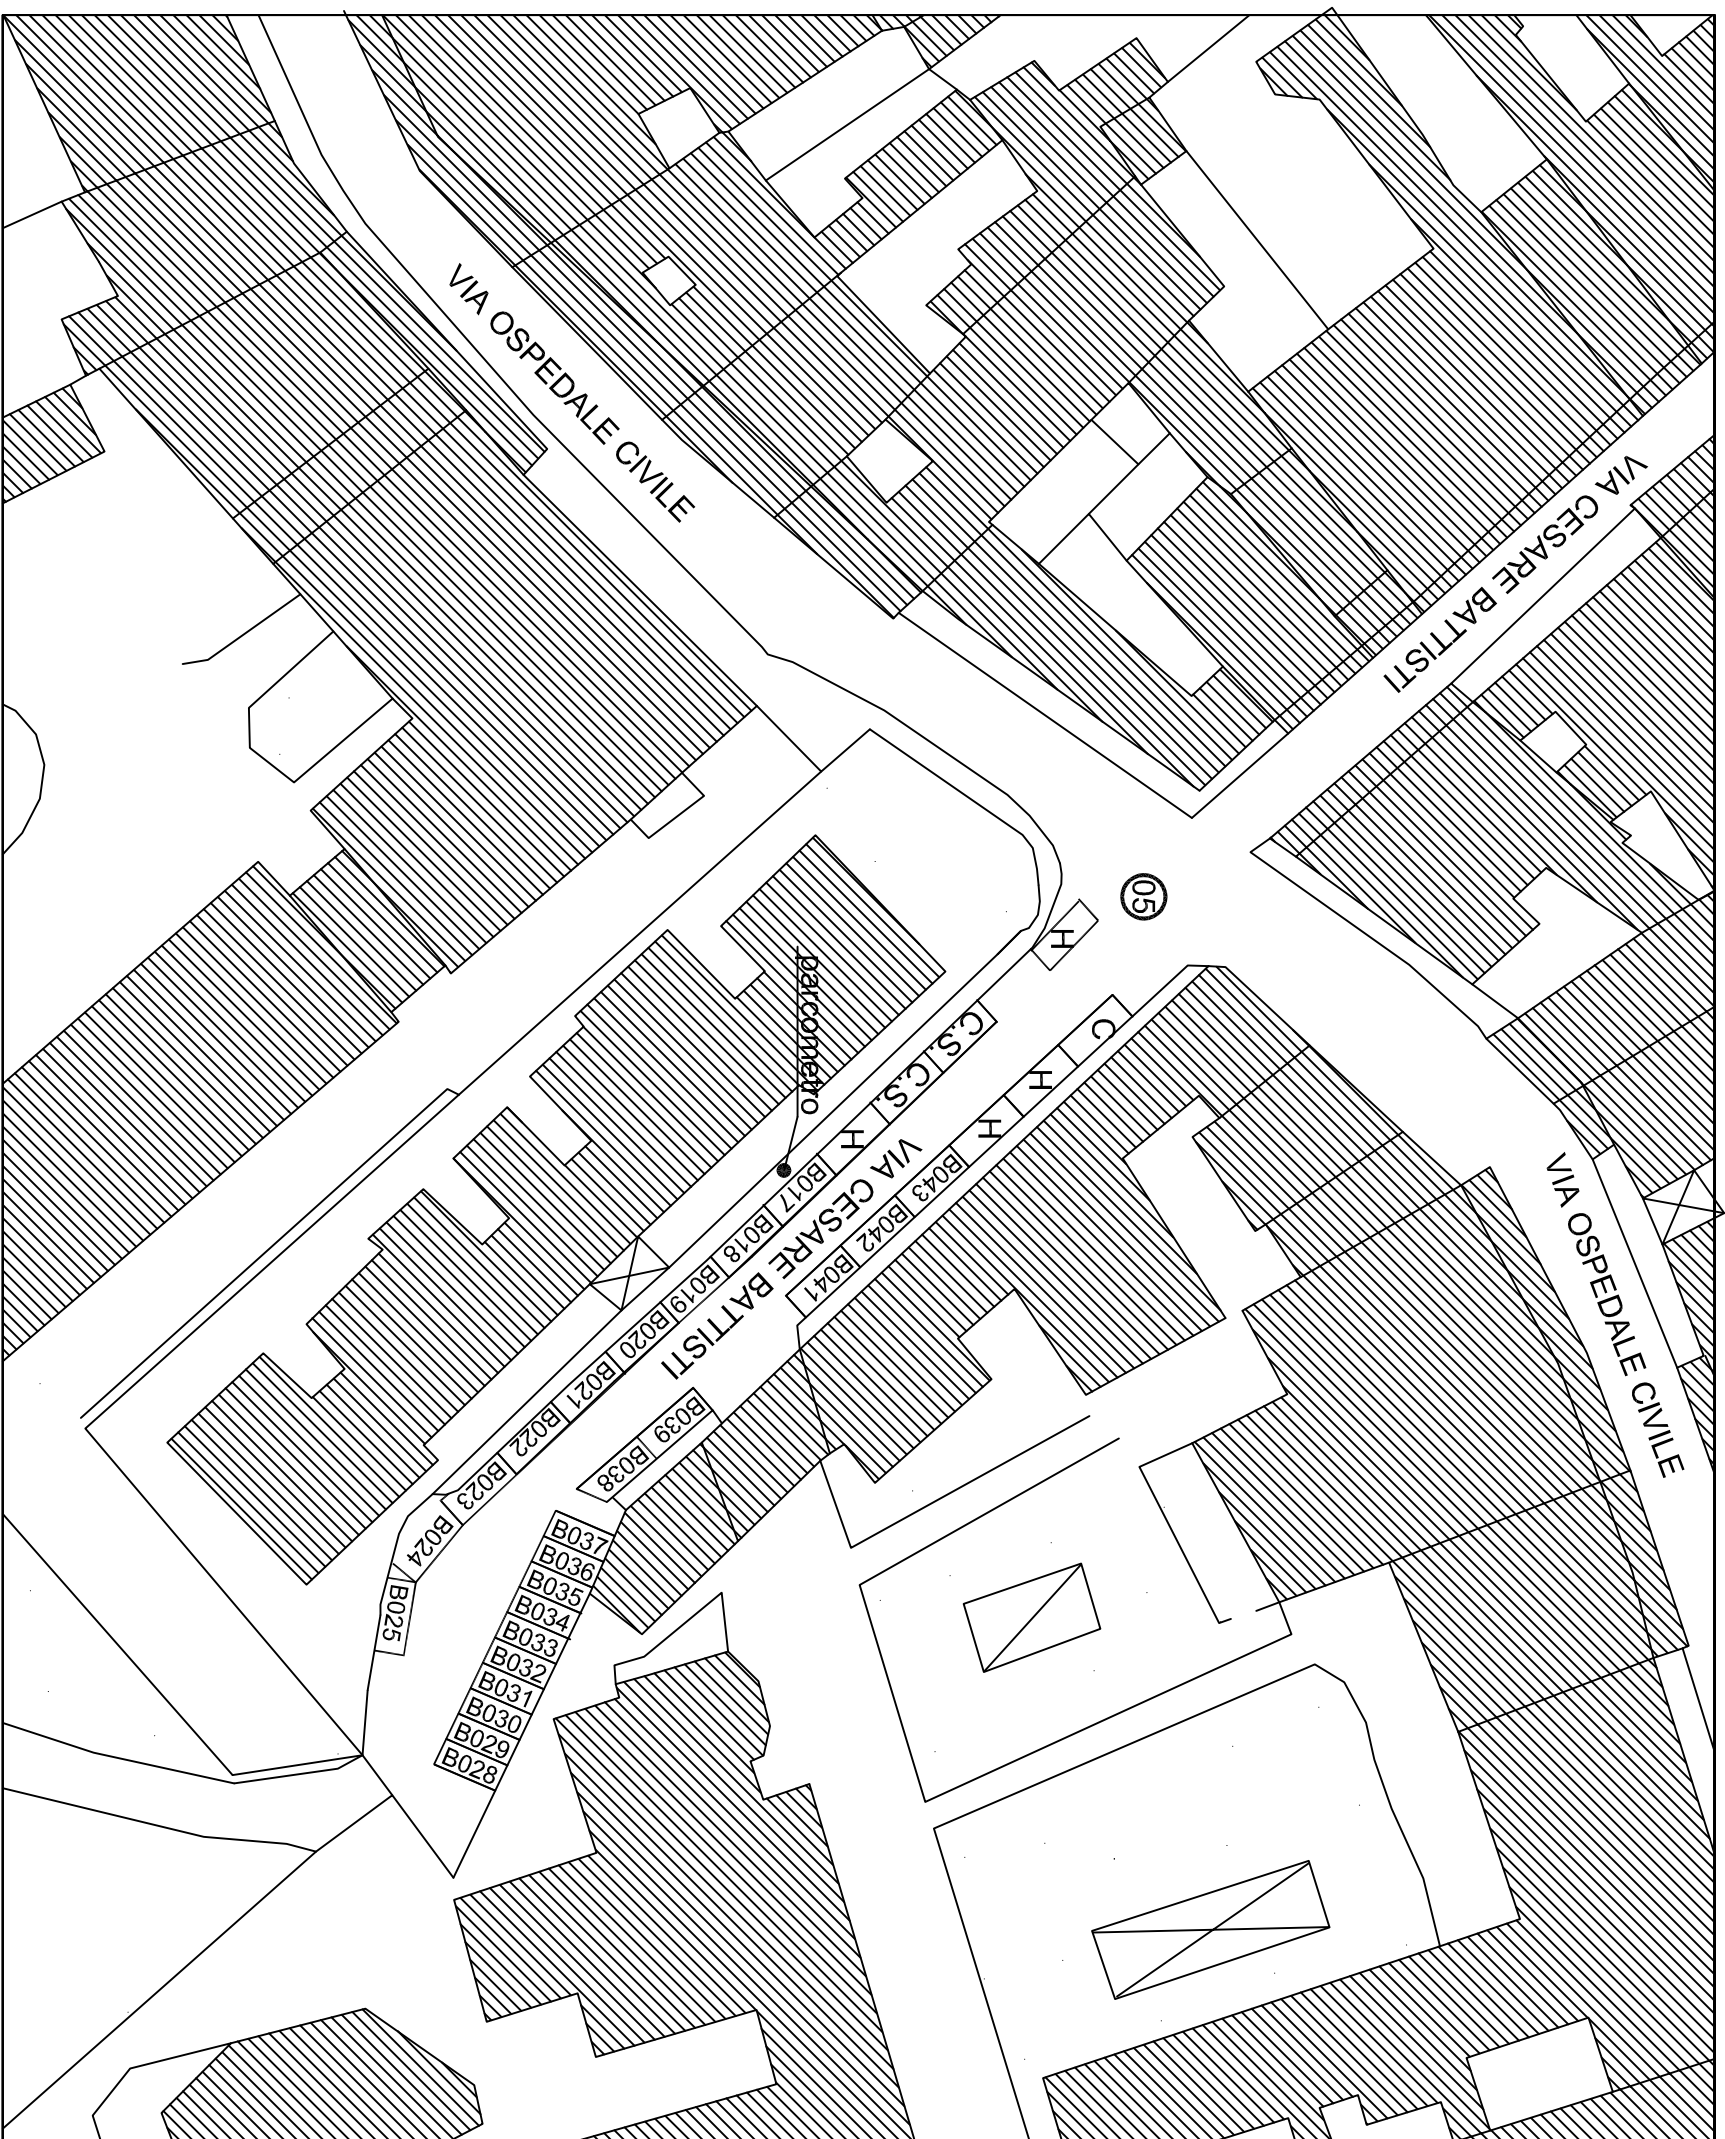 VIA OSPEDALE CIVILE
VIA CESARE BATTISTI
05
H
parcometro
C.S.
C.S.
H
C
H
H
VIA CESARE BATTISTI
VIA OSPEDALE CIVILE
B017
B018
B019
B020
B021
B022
B023
B024
B025
B043
B042
B041
B039
B038
B037
B036
B035
B034
B033
B032
B031
B030
B029
B028